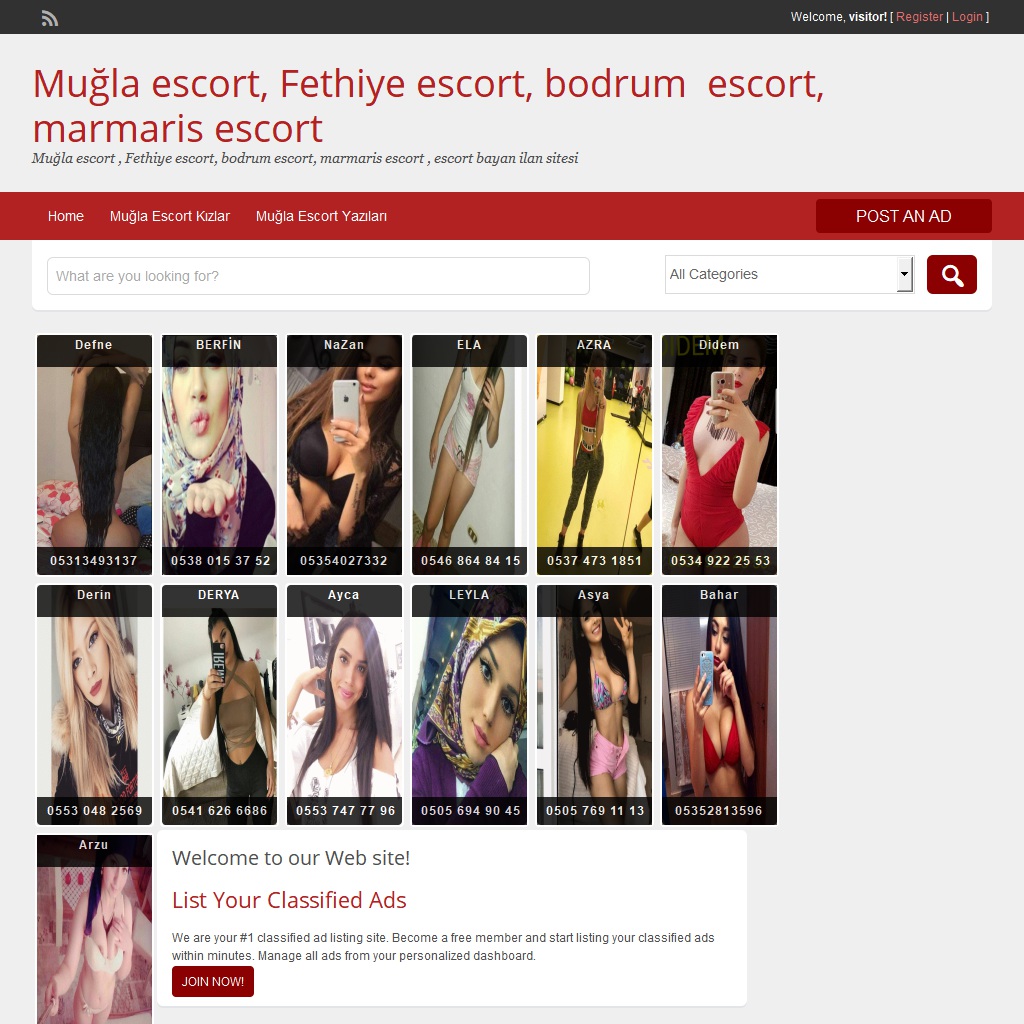 Welcome, visitor! [ Register | Login ]
Muğla escort, Fethiye escort, bodrum escort,
marmaris escort
Muğla escort , Fethiye escort, bodrum escort, marmaris escort , escort bayan ilan sitesi
Home Muğla Escort Kızlar Muğla Escort Yazıları POST AN AD
What are you looking for? All Categories
Defne BERFİN NaZan ELA AZRA Didem
DIDEM
05313493137 0538 015 37 52 05354027332 0546 864 84 15 0537 473 1851 0534 922 25 53
Derin DERYA Ayca LEYLA Asya Bahar
0553 048 2569 0541 626 6686 0553 747 77 96 0505 694 90 45 0505 769 11 13 05352813596
Arzu
Welcome to our Web site!
List Your Classified Ads
We are your #1 classified ad listing site. Become a free member and start listing your classified ads
within minutes. Manage all ads from your personalized dashboard.
JOIN NOW!